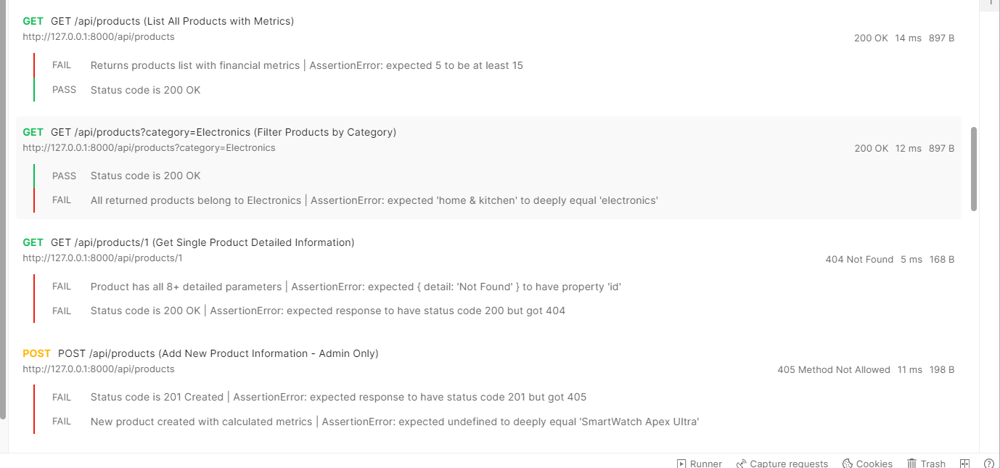 GET GET /api/products (List All Products with Metrics)
http://127.0.0.1:8000/api/products
200 OK 14 ms 897 B
FAIL Returns products list with financial metrics | AssertionError: expected 5 to be at least 15
PASS Status code is 200 OK
GET GET /api/products?category=Electronics (Filter Products by Category)
http://127.0.0.1:8000/api/products?category=Electronics
200 OK 12 ms 897 B
PASS Status code is 200 OK
FAIL All returned products belong to Electronics | AssertionError: expected 'home & kitchen' to deeply equal 'electronics'
GET GET /api/products/1 (Get Single Product Detailed Information)
http://127.0.0.1:8000/api/products/1
404 Not Found 5 ms 168 B
FAIL Product has all 8+ detailed parameters | AssertionError: expected { detail: 'Not Found' } to have property 'id'
FAIL Status code is 200 OK | AssertionError: expected response to have status code 200 but got 404
POST POST /api/products (Add New Product Information - Admin Only)
http://127.0.0.1:8000/api/products
405 Method Not Allowed 11 ms 198 B
FAIL Status code is 201 Created | AssertionError: expected response to have status code 201 but got 405
FAIL New product created with calculated metrics | AssertionError: expected undefined to deeply equal 'SmartWatch Apex Ultra'
Runner Capture requests Cookies Trash